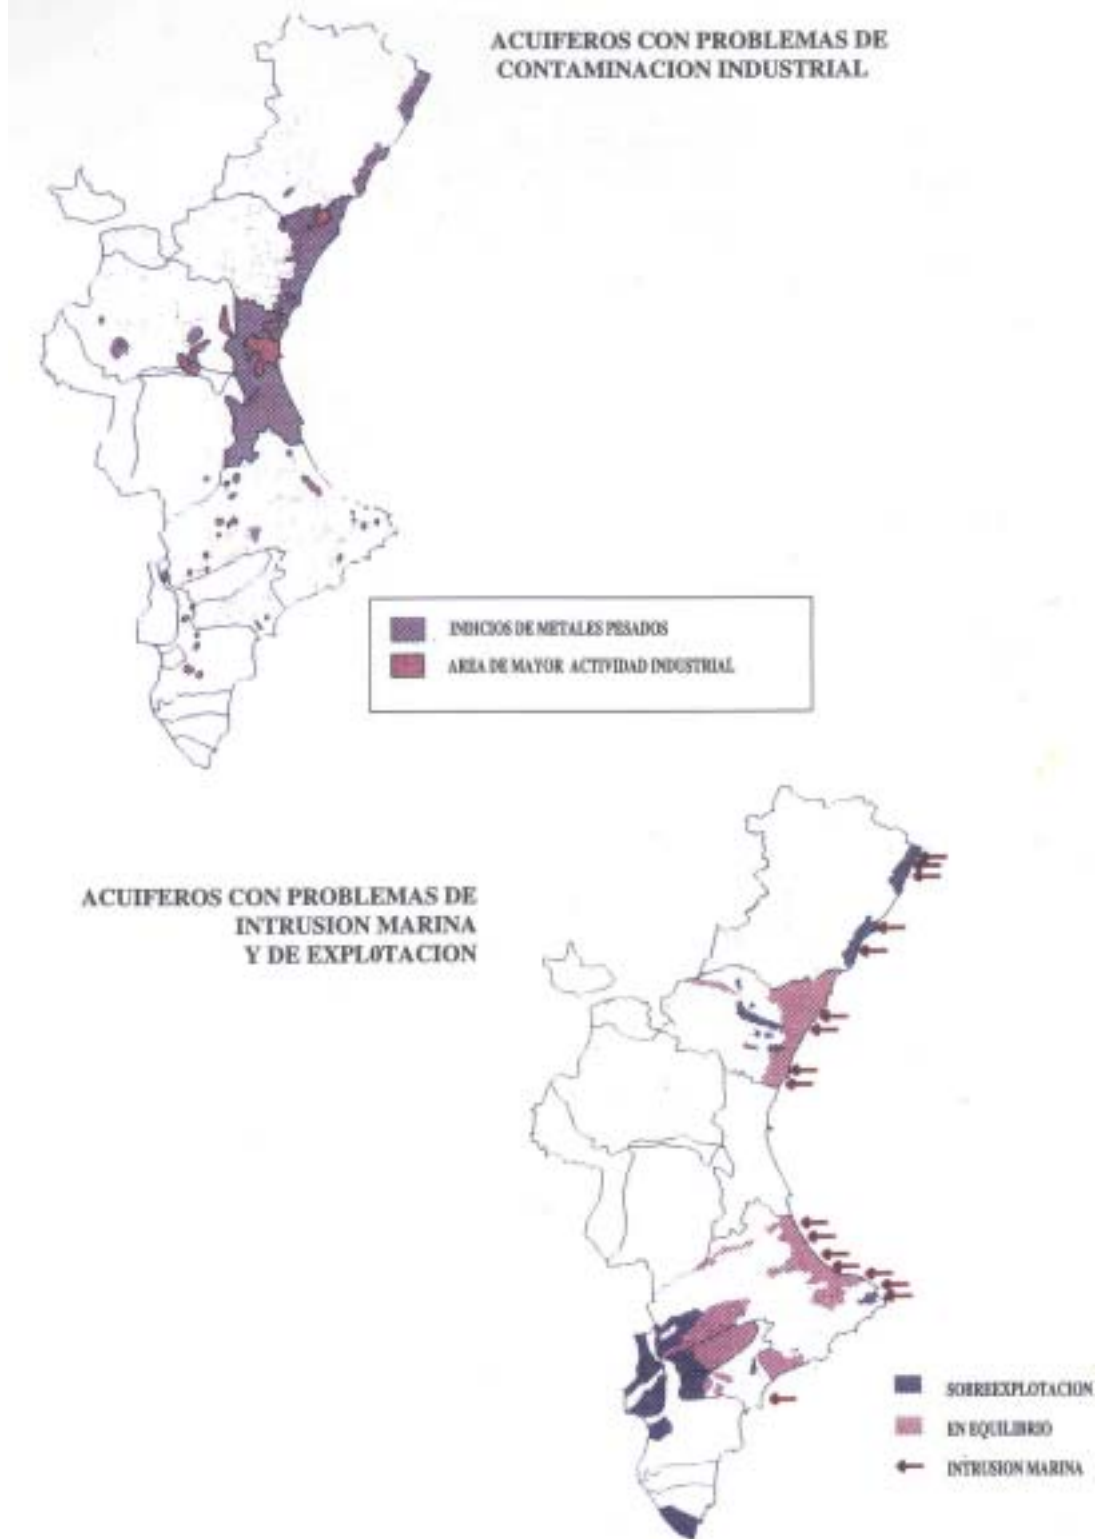 ACUIFEROS CON PROBLEMAS DE
CONTAMINACION INDUSTRIAL
INDICIOS DE METALES PESADOS
AREA DE MAYOR ACTIVIDAD INDUSTRIAL
ACUIFEROS CON PROBLEMAS DE
INTRUSION MARINA
Y DE EXPL0TACION
SOBREEXPLOTACION
EN EQUILIBRIO
INTRUSION MARINA